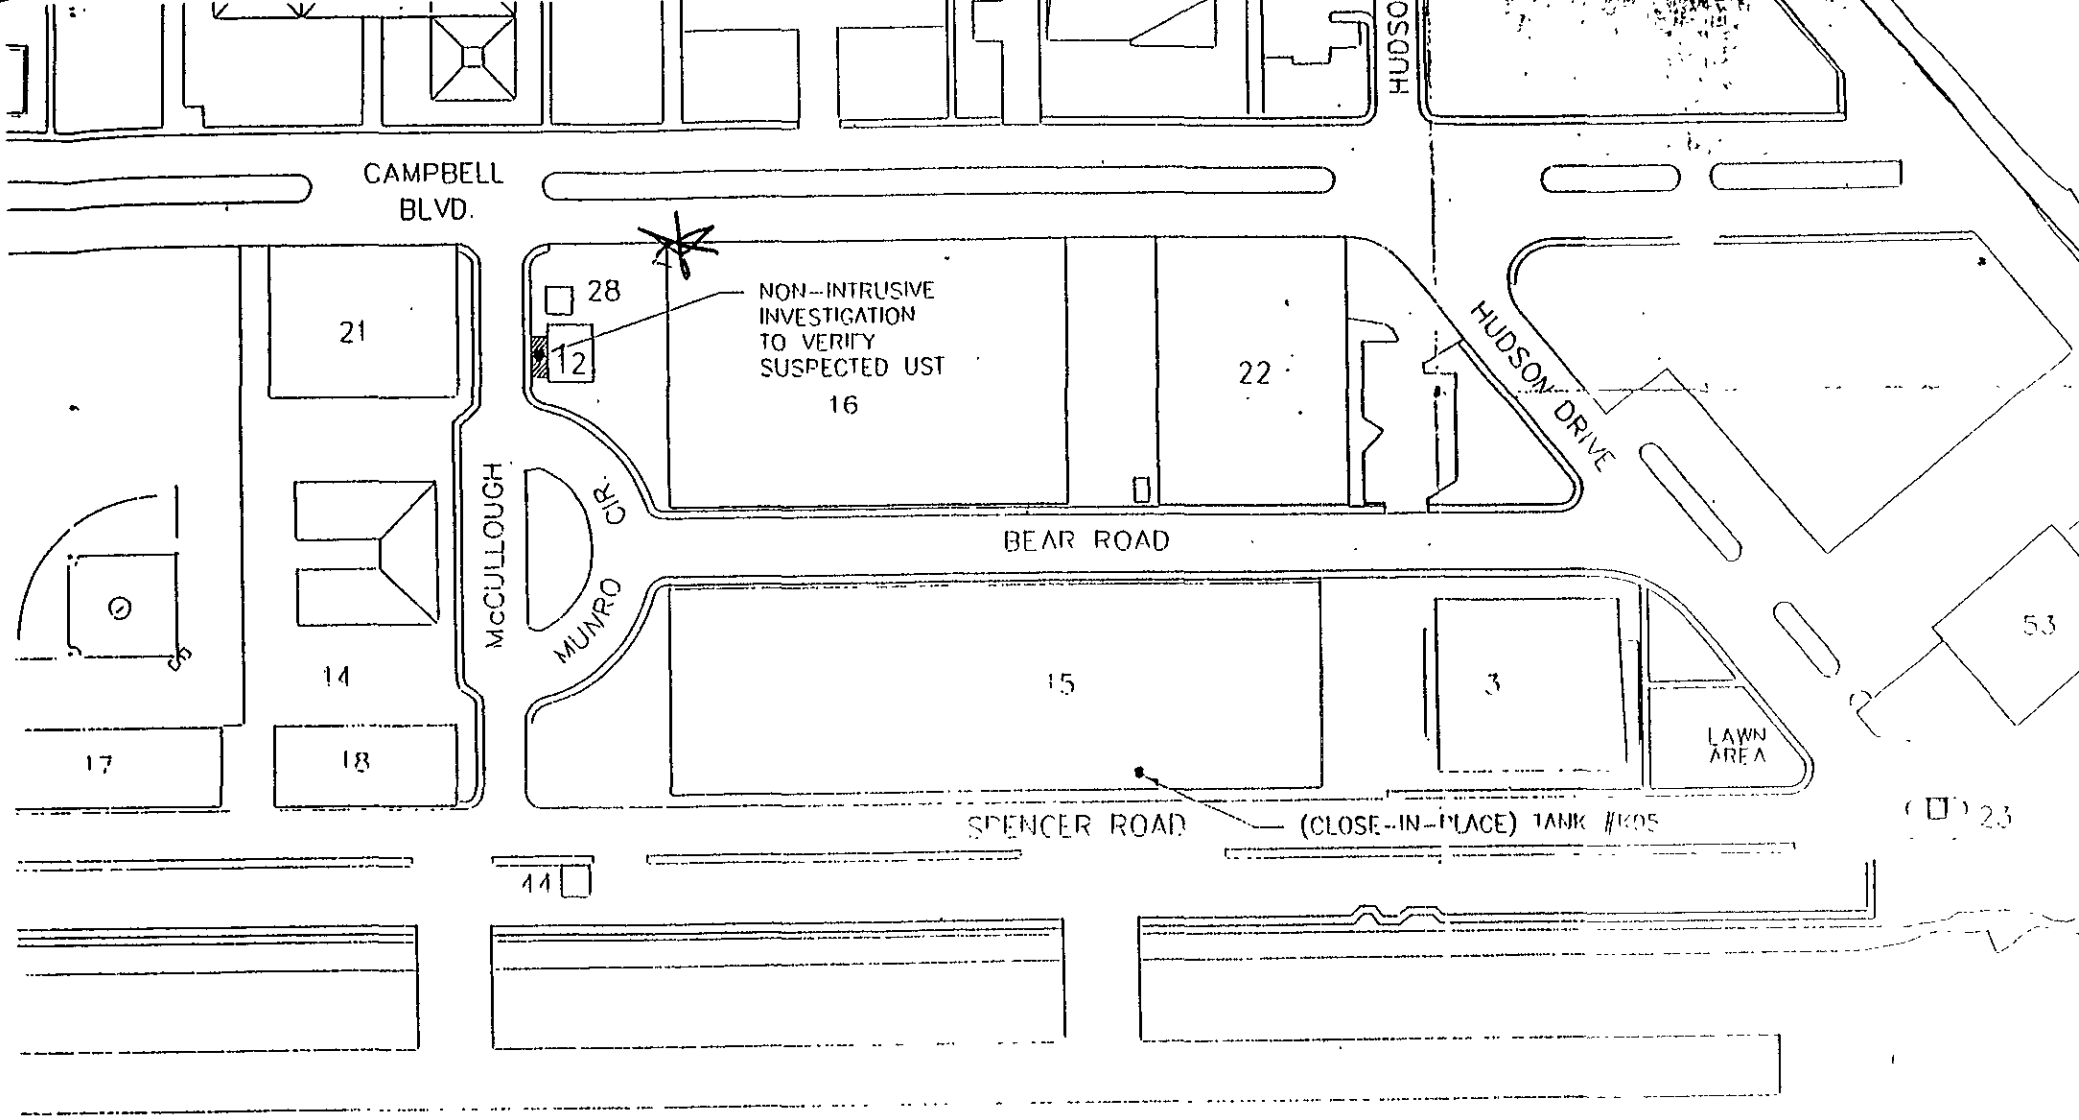 HUDSO
CAMPBELL
BLVD.
28
NON-INTRUSIVE
INVESTIGATION
TO VERIFY
SUSPECTED UST
21
12
16
22
HUDSON DRIVE
McCULLOUGH
CIR.
MUNRO
BEAR ROAD
53
14
15
3
LAWN
AREA
17
18
23
SPENCER ROAD
(CLOSE-IN-PLACE) TANK
44